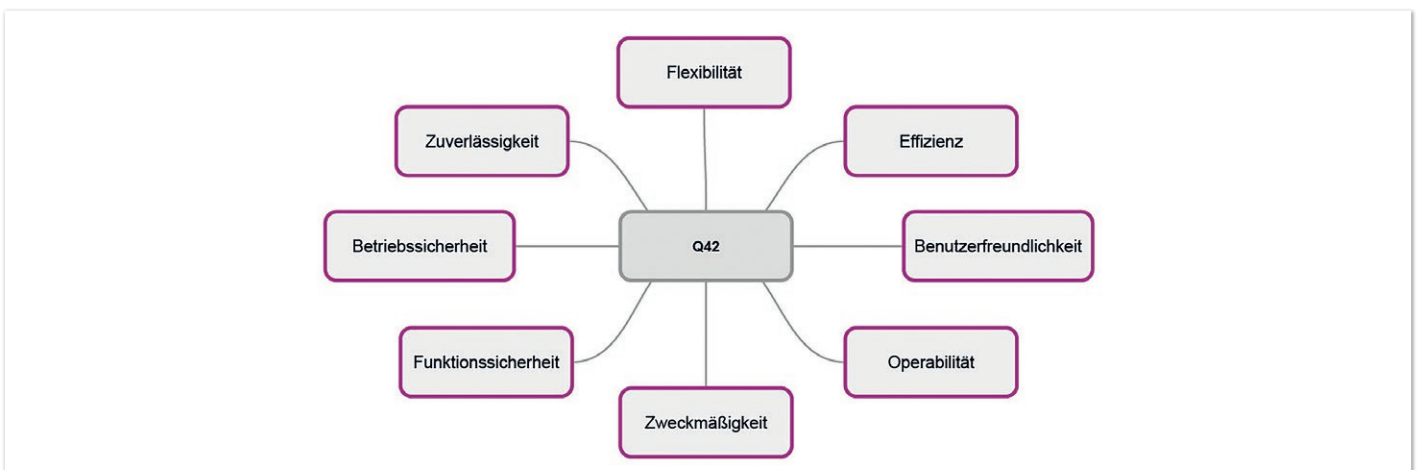 Flexibilität
Zuverlässigkeit
Effizienz
Betriebssicherheit
Q42
Benutzerfreundlichkeit
Funktionssicherheit
Operabilität
Zweckmäßigkeit